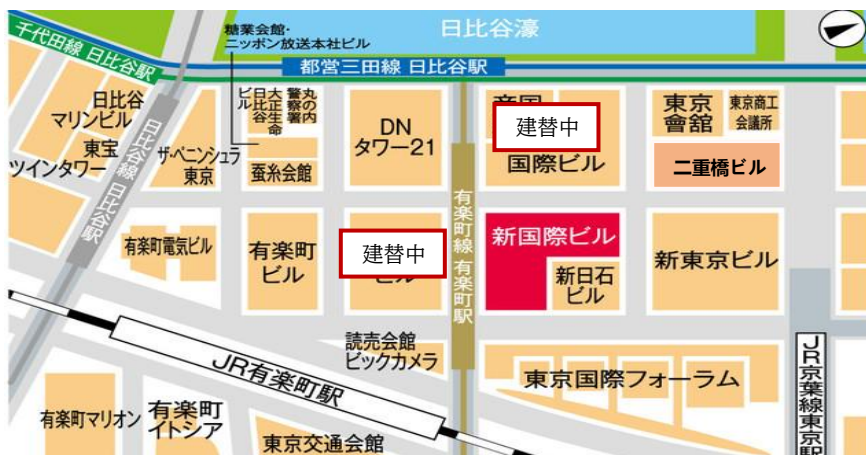 千代田線 日比谷駅
糖業会館・
ニッポン放送本社ビル
日比谷濠
都営三田線 日比谷駅
日比谷
マリンビル
東宝
ツインタワー
日比谷線 日比谷駅
ザ・ペニンシュラ
東京
丸の内
警察署
大正生命
日比谷
ビル
蚕糸会館
DN
タワー21
建替中
国際ビル
東京
會舘
東京商工
会議所
二重橋ビル
有楽町電気ビル
有楽町
ビル
建替中
ビル
有楽町線 有楽町駅
新国際ビル
新日石
ビル
新東京ビル
読売会館
ビックカメラ
JR有楽町駅
東京国際フォーラム
JR京葉線東京駅
有楽町マリオン
有楽町
イトシア
東京交通会館